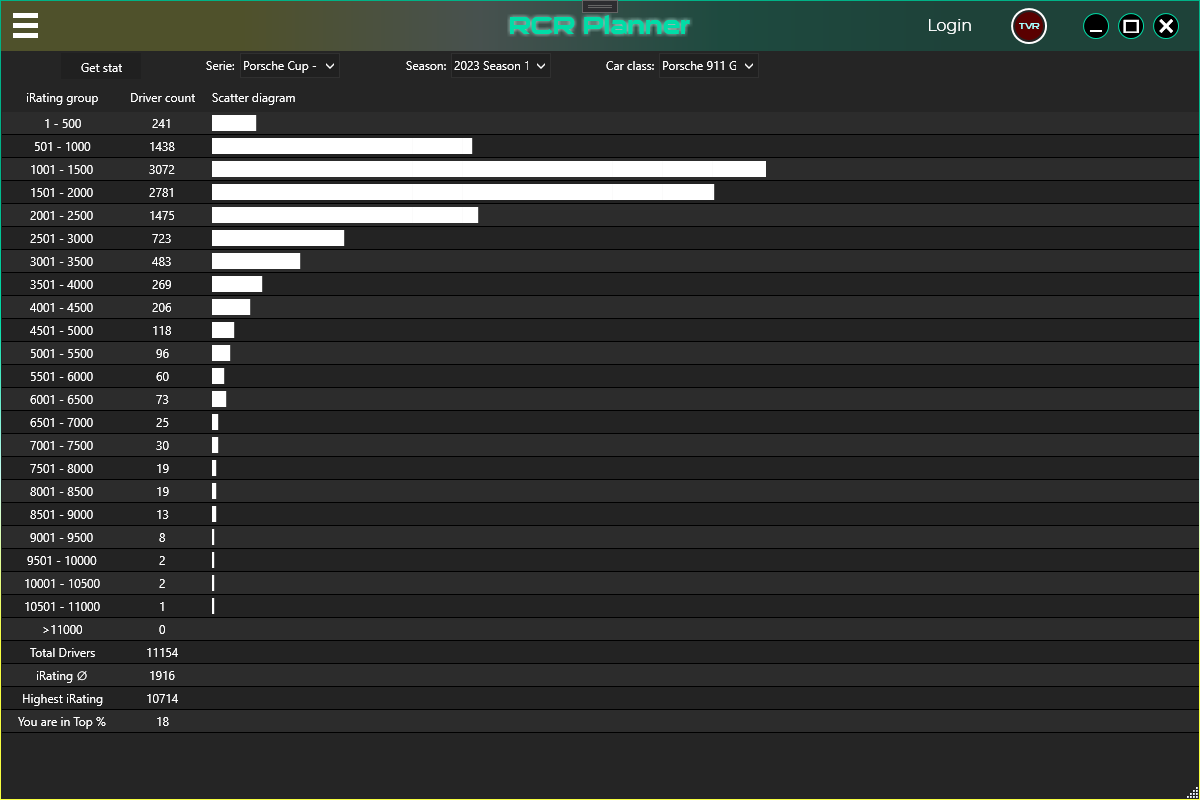 RCR Planner Login TVR
Get stat Serie: Porsche Cup - Season: 2023 Season 1 Car class: Porsche 911 G
iRating group Driver count Scatter diagram
1 - 500 241
501 - 1000 1438
1001 - 1500 3072
1501 - 2000 2781
2001 - 2500 1475
2501 - 3000 723
3001 - 3500 483
3501 - 4000 269
4001 - 4500 206
4501 - 5000 118
5001 - 5500 96
5501 - 6000 60
6001 - 6500 73
6501 - 7000 25
7001 - 7500 30
7501 - 8000 19
8001 - 8500 19
8501 - 9000 13
9001 - 9500 8
9501 - 10000 2
10001 - 10500 2
10501 - 11000 1
>11000 0
Total Drivers 11154
iRating Ø 1916
Highest iRating 10714
You are in Top % 18